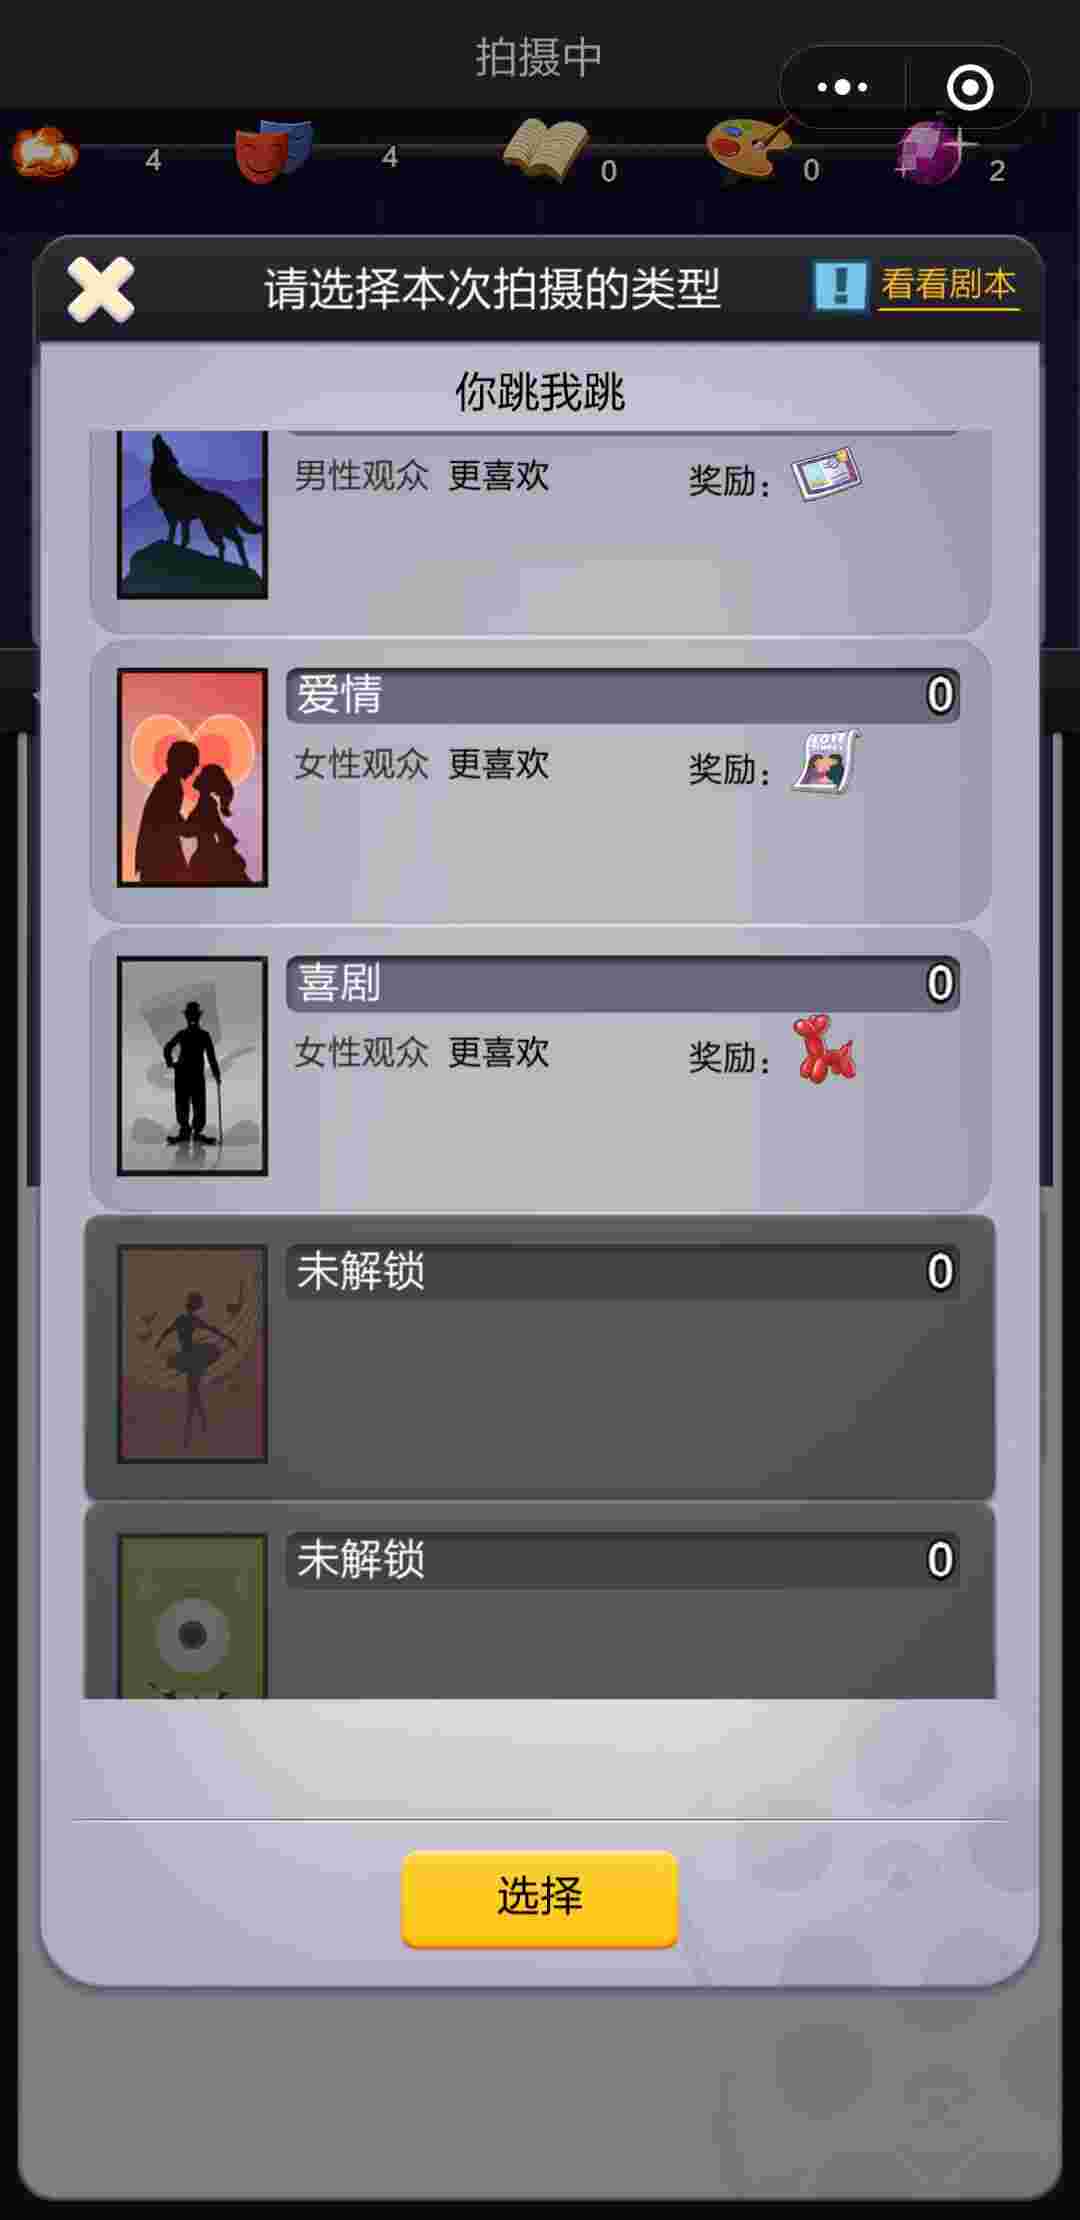 拍摄中
4 4 0 0 2
请选择本次拍摄的类型
看看剧本
你跳我跳
男性观众 更喜欢 奖励：
爱情 0
女性观众 更喜欢 奖励：
LOVE
喜剧 0
女性观众 更喜欢 奖励：
未解锁 0
未解锁 0
选择